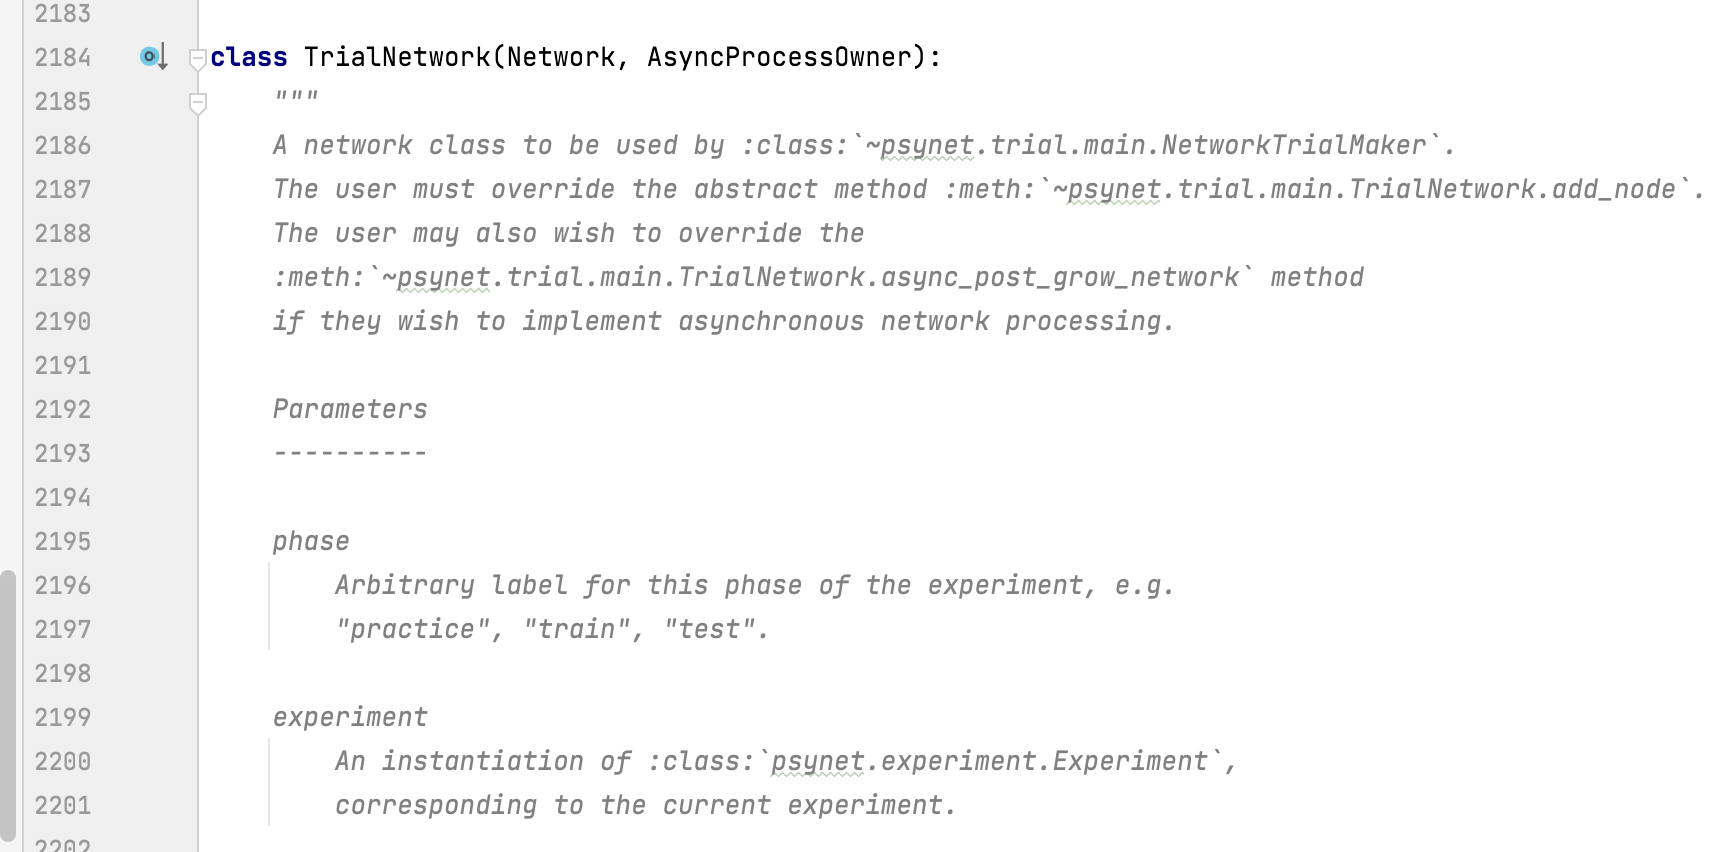 2183
2184 class TrialNetwork(Network, AsyncProcessOwner):
2185 """
2186 A network class to be used by :class:`~psynet.trial.main.NetworkTrialMaker`.
2187 The user must override the abstract method :meth:`~psynet.trial.main.TrialNetwork.add_node`.
2188 The user may also wish to override the
2189 :meth:`~psynet.trial.main.TrialNetwork.async_post_grow_network` method
2190 if they wish to implement asynchronous network processing.
2191
2192 Parameters
2193 ----------
2194
2195 phase
2196 Arbitrary label for this phase of the experiment, e.g.
2197 "practice", "train", "test".
2198
2199 experiment
2200 An instantiation of :class:`psynet.experiment.Experiment`,
2201 corresponding to the current experiment.
2202